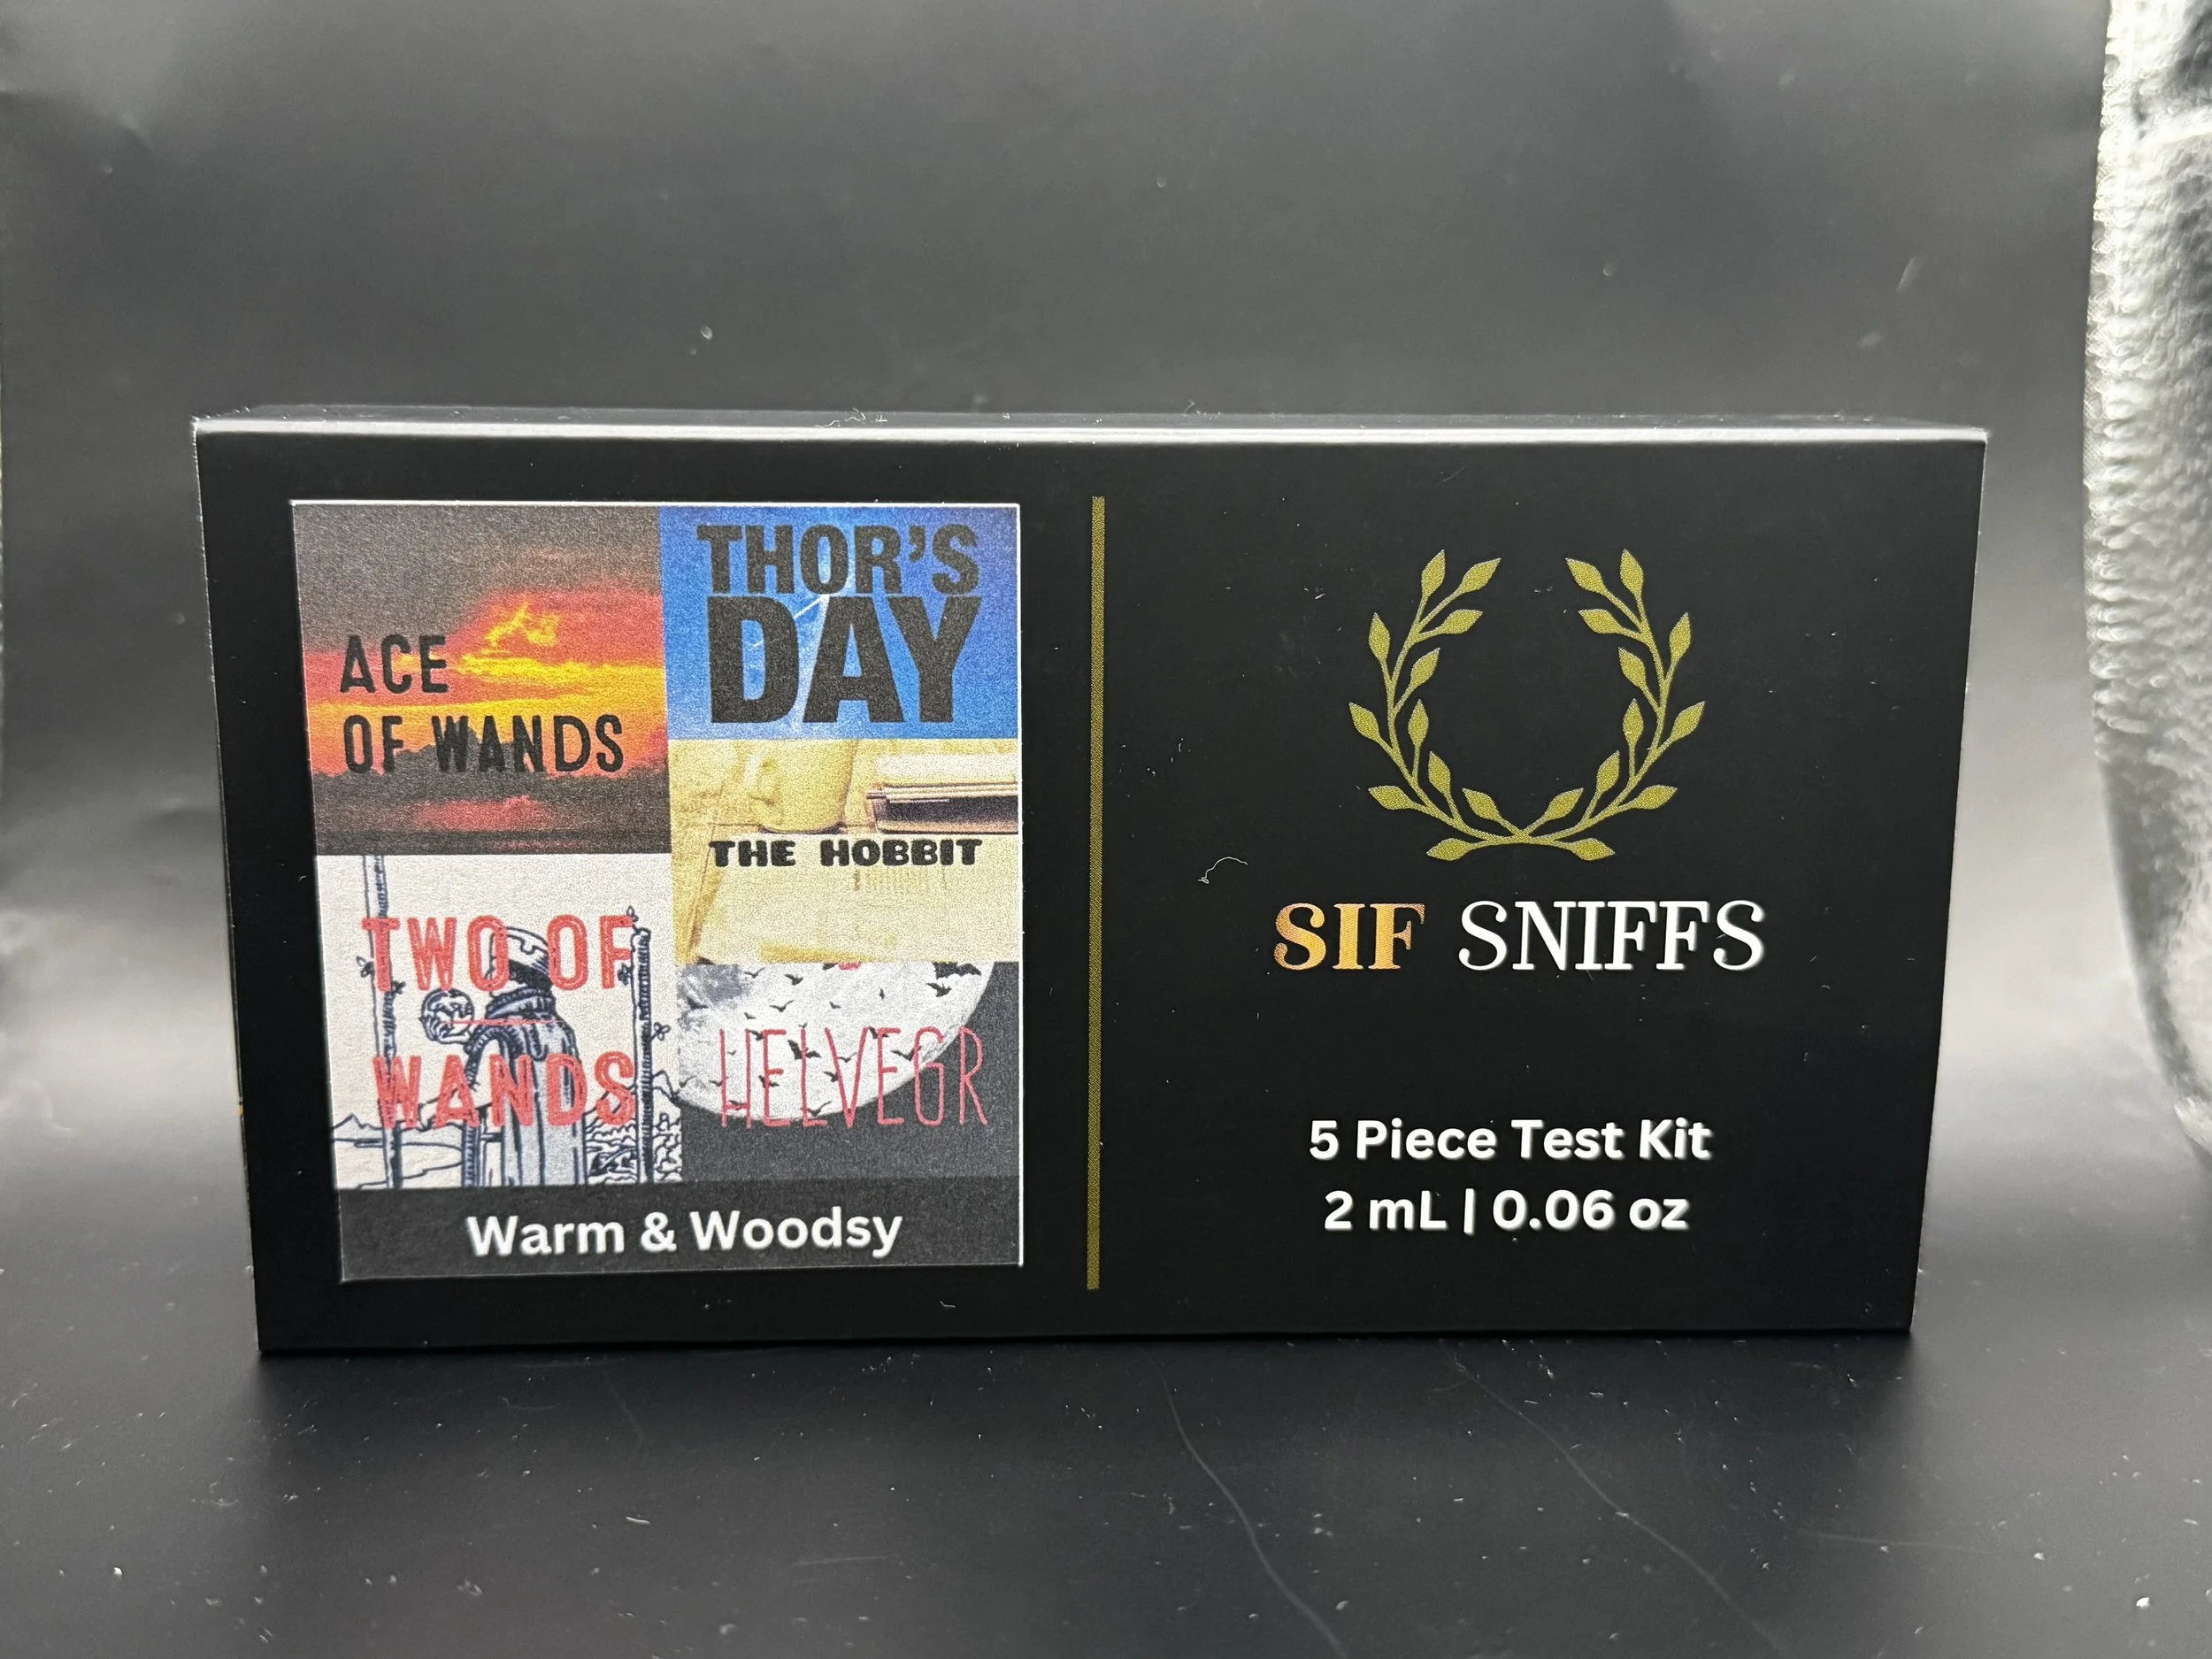 ACE
OF WANDS
THOR'S
DAY
THE HOBBIT
TWO OF
WANDS
HELVEGR
Warm & Woodsy
SIF SNIFFS
5 Piece Test Kit
2 mL | 0.06 oz